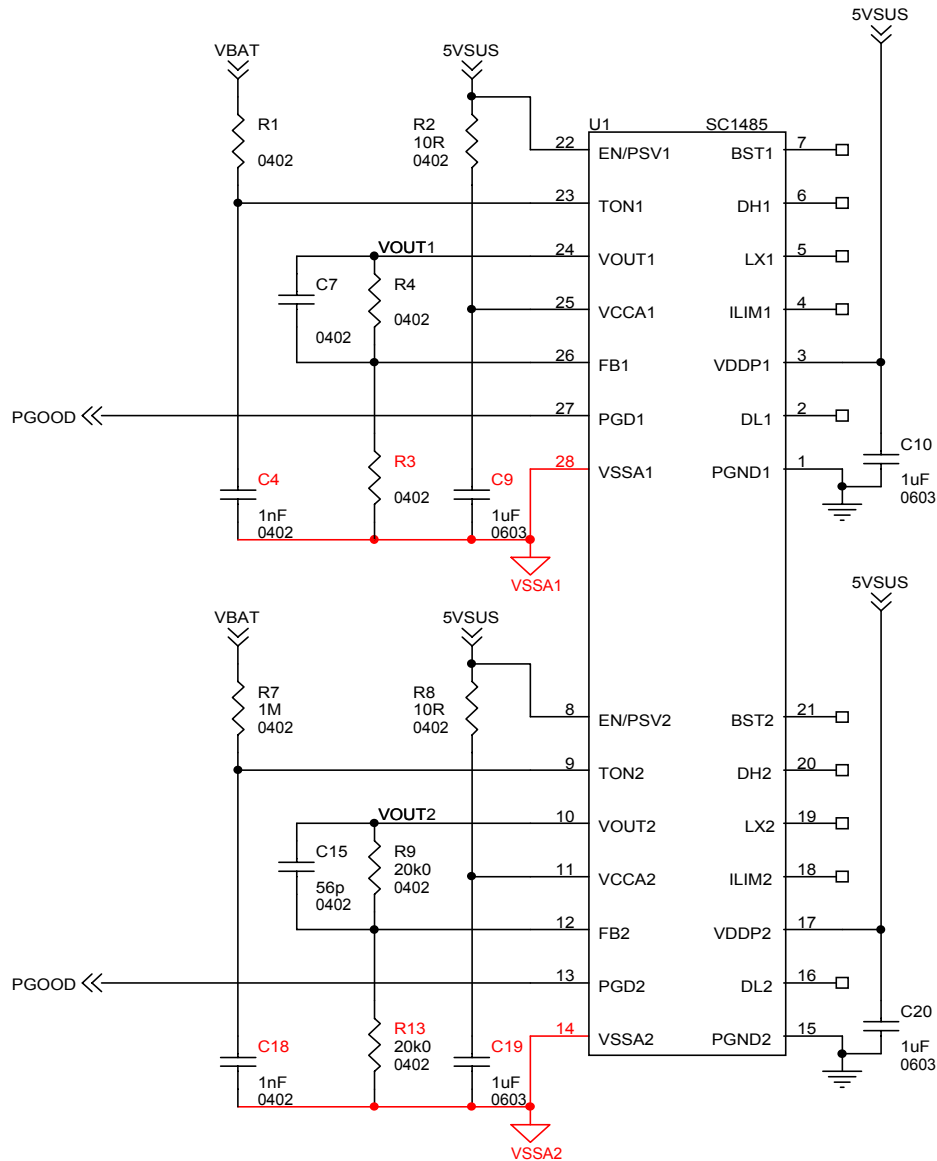 5VSUS
VBAT
5VSUS
R1
0402
R2
10R
0402
U1
SC1485
22
EN/PSV1
BST1
7
23
TON1
DH1
6
VOUT1
24
VOUT1
LX1
5
C7
0402
R4
0402
25
VCCA1
ILIM1
4
26
FB1
VDDP1
3
PGOOD
27
PGD1
DL1
2
28
VSSA1
PGND1
1
C4
1nF
0402
R3
0402
C9
1uF
0603
C10
1uF
0603
VSSA1
5VSUS
VBAT
5VSUS
R7
1M
0402
R8
10R
0402
8
EN/PSV2
BST2
21
9
TON2
DH2
20
VOUT2
10
VOUT2
LX2
19
C15
56p
0402
R9
20k0
0402
11
VCCA2
ILIM2
18
12
FB2
VDDP2
17
PGOOD
13
PGD2
DL2
16
14
VSSA2
PGND2
15
C18
1nF
0402
R13
20k0
0402
C19
1uF
0603
C20
1uF
0603
VSSA2